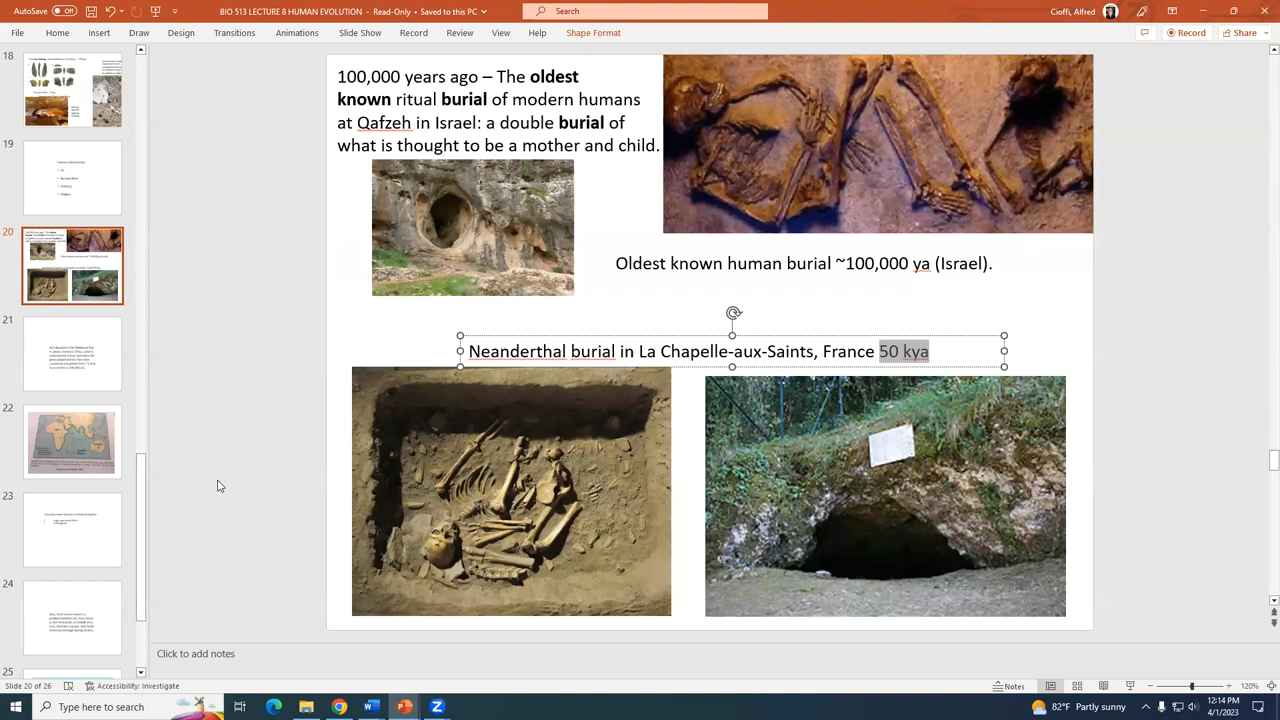 AutoSave Off
BIO 513 LECTURE 8 HUMAN EVOLUTION - Read-Only • Saved to this PC
Search
Cioffi, Alfred
File Home Insert Draw Design Transitions Animations Slide Show Record Review View Help Shape Format
Record Share
18
19
20
21
22
23
24
25
100,000 years ago – The oldest
known ritual burial of modern humans
at Qafzeh in Israel: a double burial of
what is thought to be a mother and child.
Oldest known human burial ~100,000 ya (Israel).
Neanderthal burial in La Chapelle-aux-Saints, France 50 kya
Click to add notes
Slide 20 of 26 Accessibility: Investigate Notes 120%
Type here to search
82°F Partly sunny
12:14 PM
4/1/2023